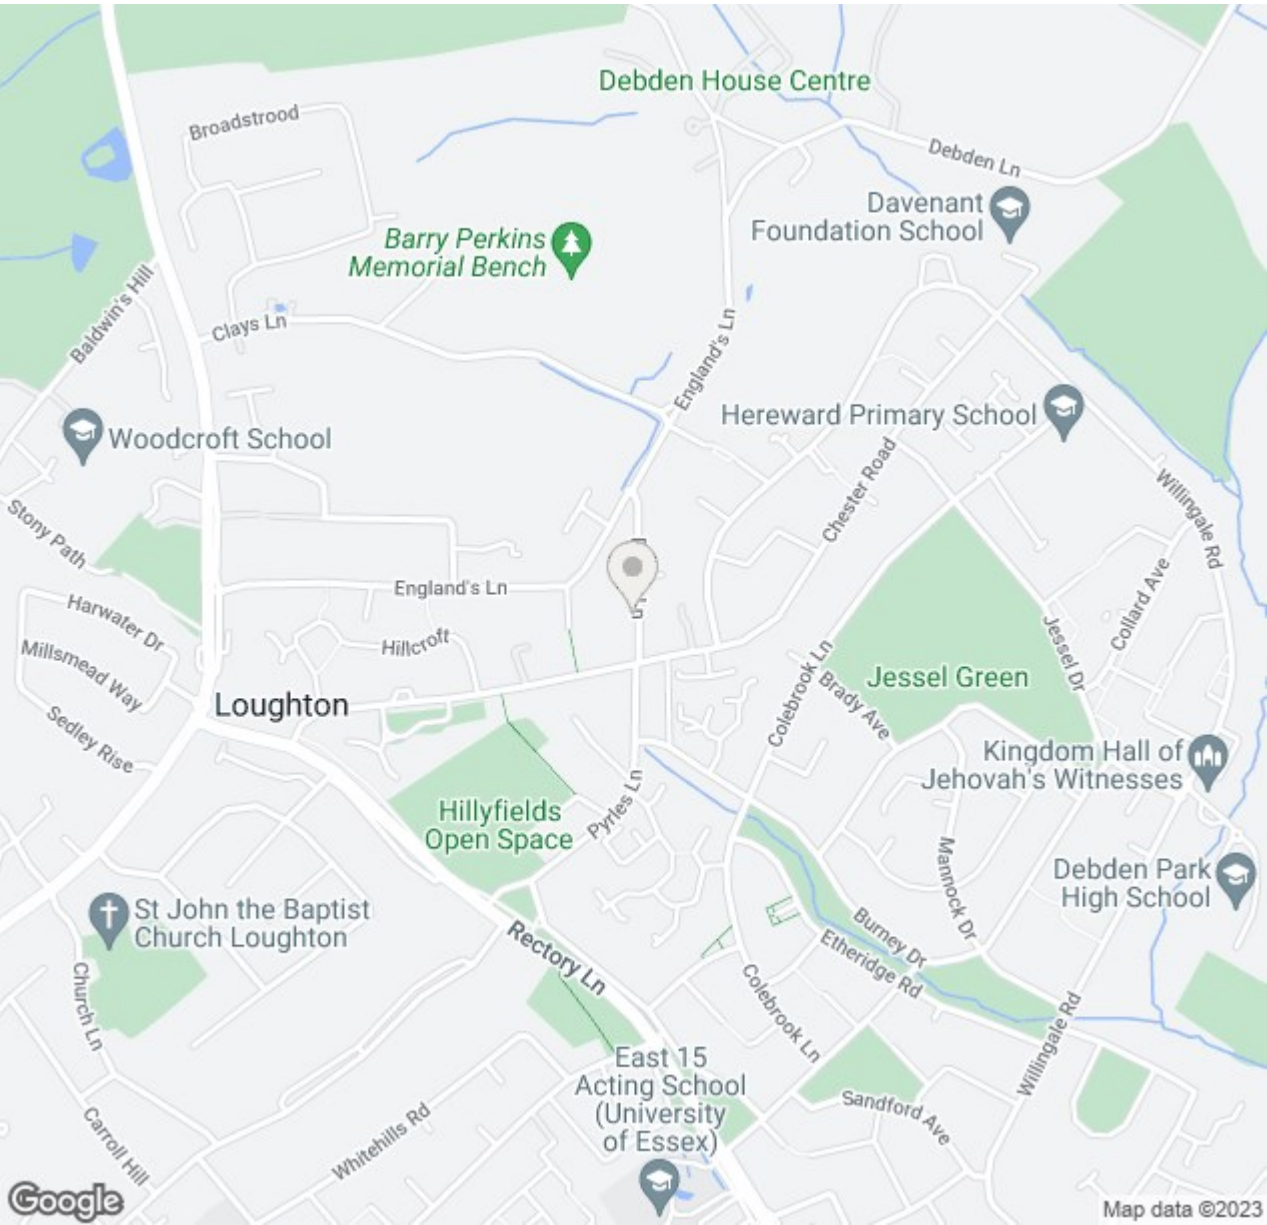 Debden House Centre
Broadstrood
Debden Ln
Davenant
Foundation School
Barry Perkins
Memorial Bench
Baldwin's Hill
Clays Ln
England's Ln
Hereward Primary School
Woodcroft School
Chester Road
Willingale Rd
Stony Path
England's Ln
Collard Ave
Harwater Dr
Hillcroft
Jessel Dr
Millsmead Way
Colebrook Ln
Jessel Green
Brady Ave
Loughton
Sedley Rise
Kingdom Hall of
Jehovah's Witnesses
Pyrles Ln
Hillyfields
Open Space
Mannock Dr
Debden Park
High School
St John the Baptist
Church Loughton
Rectory Ln
Burney Dr
Etheridge Rd
Church Ln
Colebrook Ln
Willingale Rd
East 15
Acting School
(University
of Essex)
Sandford Ave
Carroll Hill
Whitehills Rd
Google
Map data ©2023